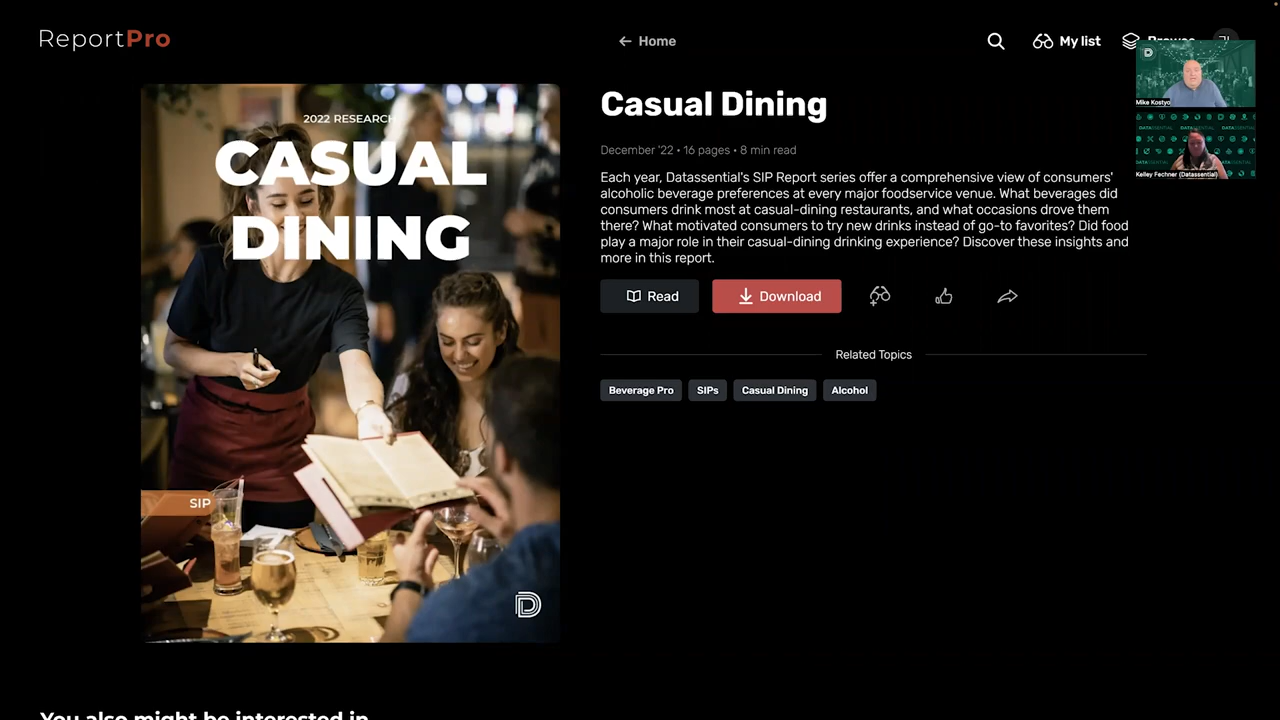 ReportPro
Home
My list
Browse
2022 RESEARCH
CASUAL
DINING
SIP
Casual Dining
December '22 • 16 pages • 8 min read
Each year, Datassential's SIP Report series offer a comprehensive view of consumers'
alcoholic beverage preferences at every major foodservice venue. What beverages did
consumers drink most at casual-dining restaurants, and what occasions drove them
there? What motivated consumers to try new drinks instead of go-to favorites? Did food
play a major role in their casual-dining drinking experience? Discover these insights and
more in this report.
Read
Download
Related Topics
Beverage Pro
SIPs
Casual Dining
Alcohol
Mike Kostyo
DATASSENTIAL
Kelley Fechner (Datassential)
You also might be interested in